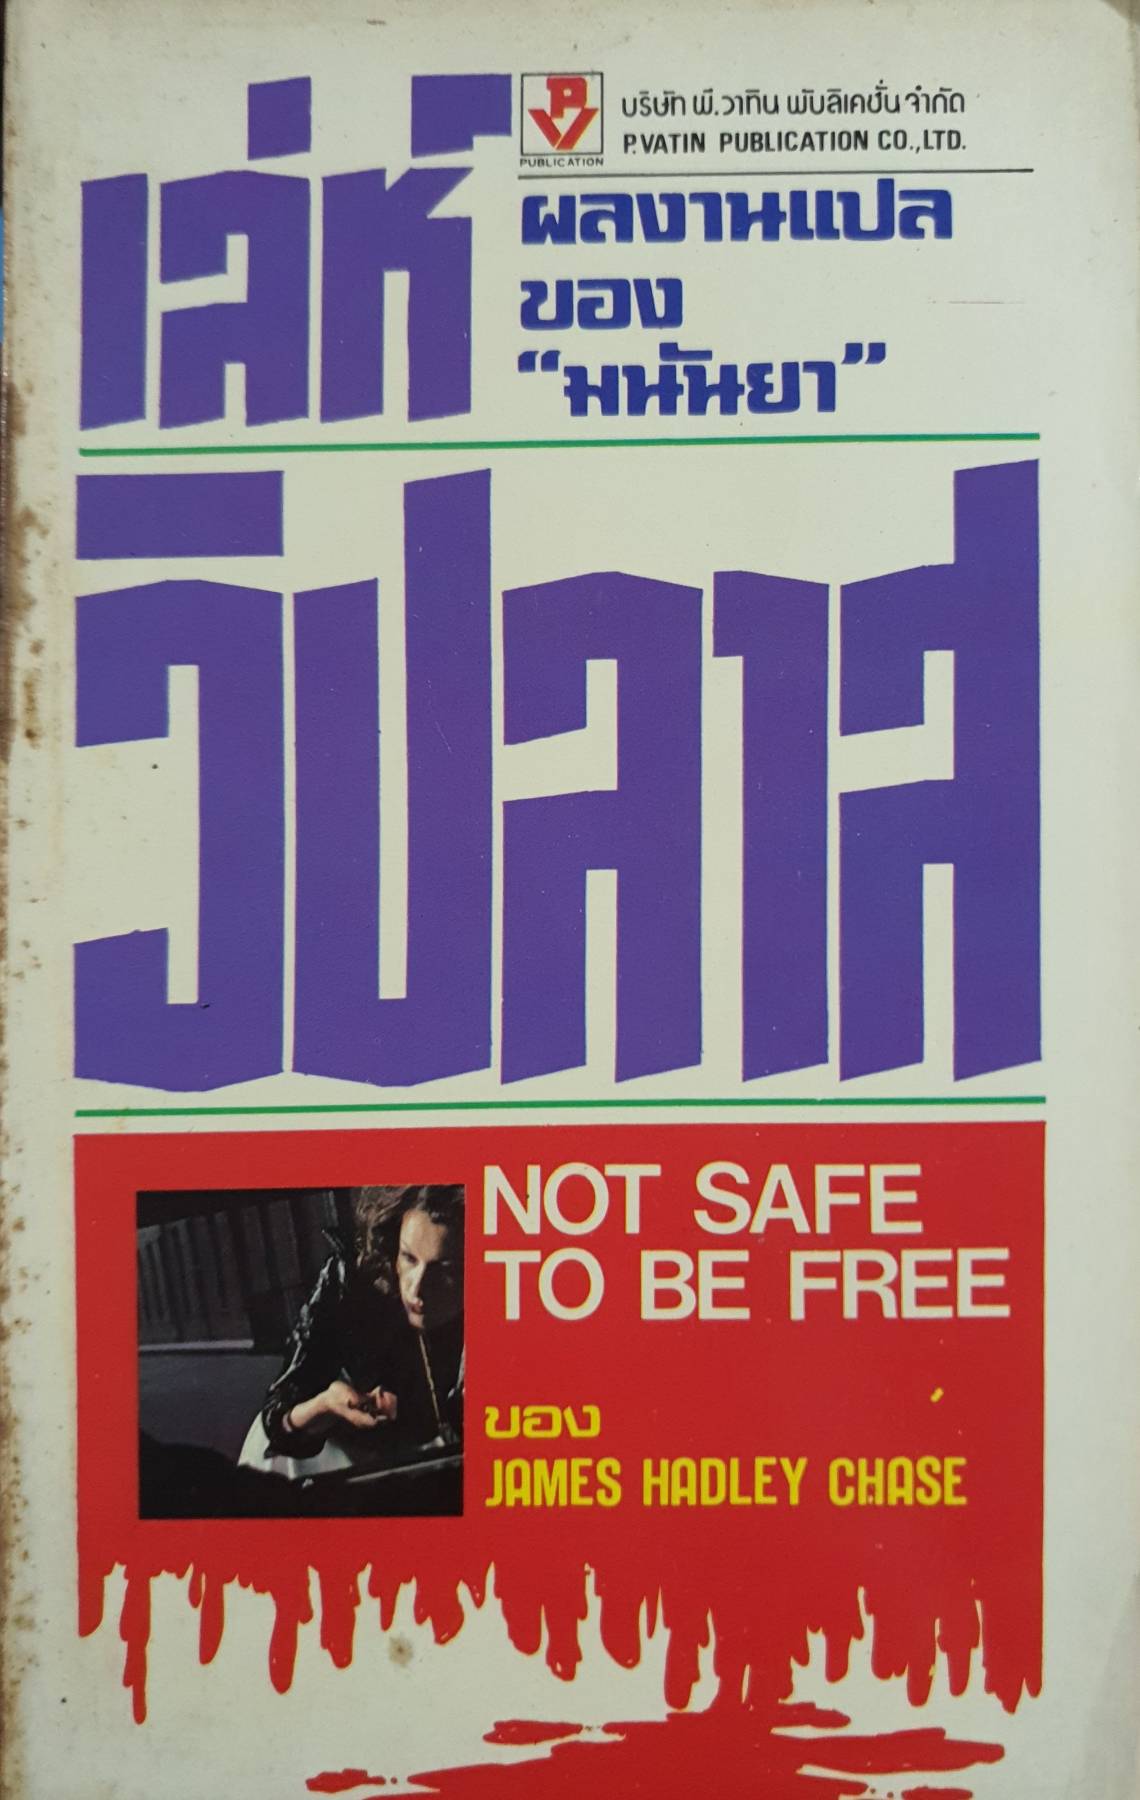 เล่ห์
P
V
PUBLICATION
บริษัท พี.วาทิน พับลิเคชั่น จำกัด
P.VATIN PUBLICATION CO.,LTD.
ผลงานแปล
ของ
“มนันยา”
วิปลาส
NOT SAFE
TO BE FREE
ของ
JAMES HADLEY CHASE